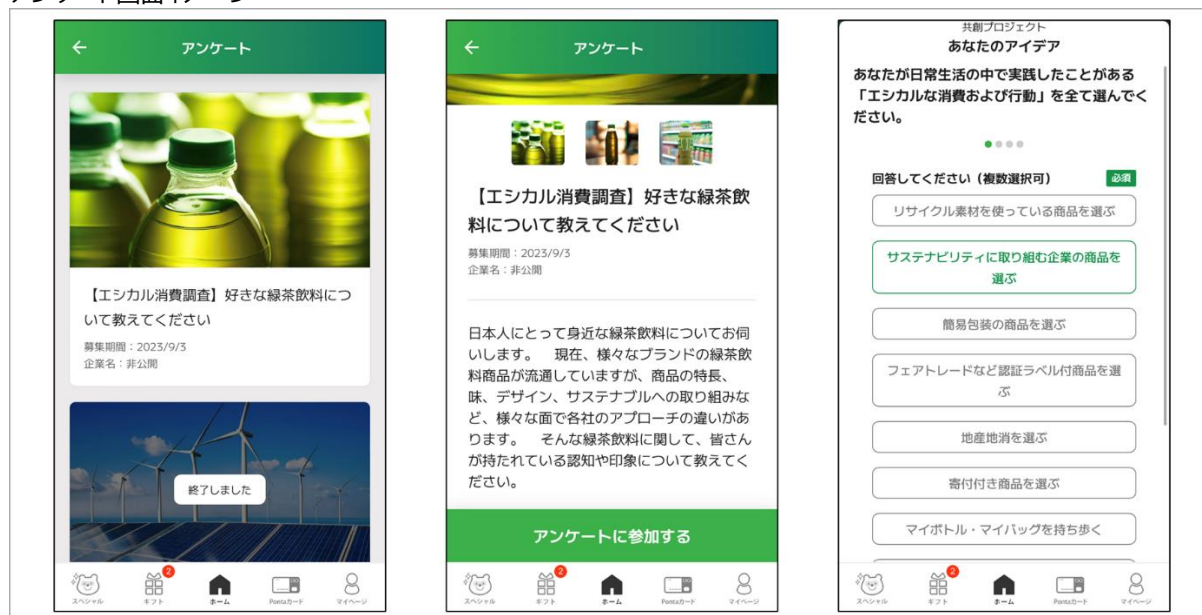 アンケート画面イメージ
アンケート
【エシカル消費調査】好きな緑茶飲料につ
いて教えてください
募集期間：2023/9/3
企業名：非公開
終了しました
スペシャル
2
ギフト
ホーム
Pontaカード
マイページ
アンケート
【エシカル消費調査】好きな緑茶飲
料について教えてください
募集期間：2023/9/3
企業名：非公開
日本人にとって身近な緑茶飲料についてお伺
いします。　現在、様々なブランドの緑茶飲
料商品が流通していますが、商品の特長、
味、デザイン、サステナブルへの取り組みな
ど、様々な面で各社のアプローチの違いがあ
ります。　そんな緑茶飲料に関して、皆さん
が持たれている認知や印象について教えてく
ださい。
アンケートに参加する
スペシャル
2
ギフト
ホーム
Pontaカード
マイページ
共創プロジェクト
あなたのアイデア
あなたが日常生活の中で実践したことがある
「エシカルな消費および行動」を全て選んでく
ださい。
回答してください（複数選択可）
必須
リサイクル素材を使っている商品を選ぶ
サステナビリティに取り組む企業の商品を
選ぶ
簡易包装の商品を選ぶ
フェアトレードなど認証ラベル付商品を選
ぶ
地産地消を選ぶ
寄付付き商品を選ぶ
マイボトル・マイバッグを持ち歩く
スペシャル
2
ギフト
ホーム
Pontaカード
マイページ